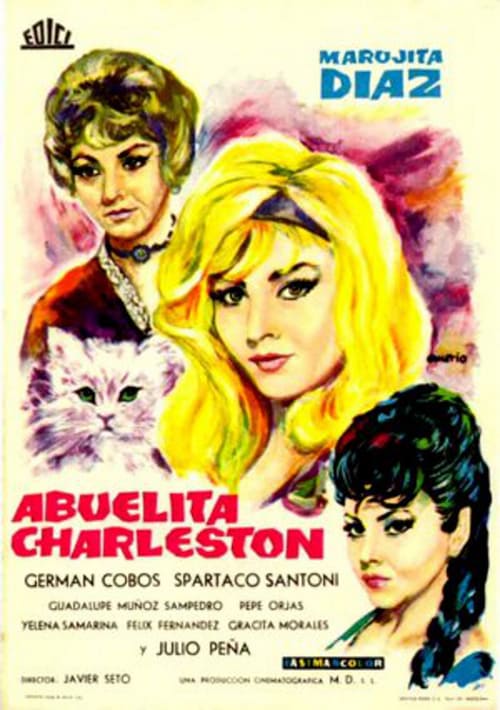 EDICI
MARUJITA
DIAZ
ABUELITA
CHARLESTON
GERMAN COBOS SPARTACO SANTONI
GUADALUPE MUÑOZ SAMPEDRO PEPE ORJAS
YELENA SAMARINA FELIX FERNANDEZ GRACITA MORALES
Y JULIO PEÑA
EASTMANCOLOR
DIRECTOR: JAVIER SETO UNA PRODUCCION CINEMATOGRAFICA M. D. S. L.